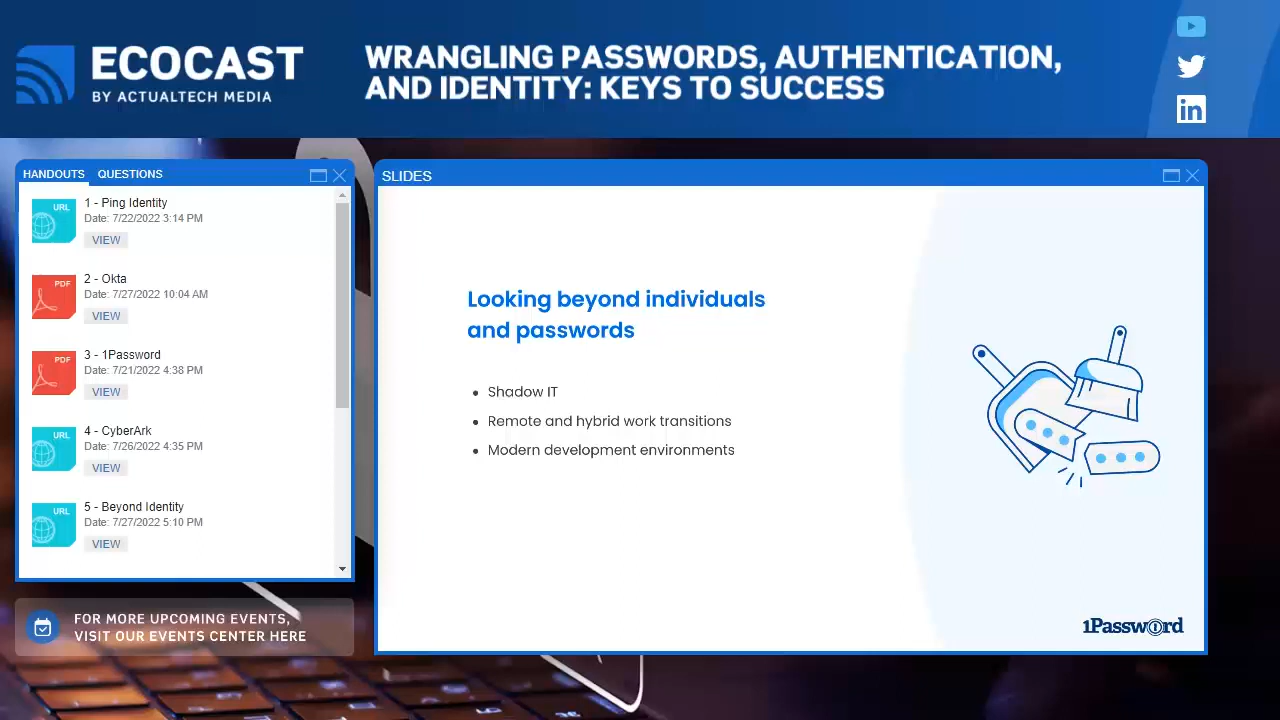 ECOCAST
BY ACTUALTECH MEDIA
WRANGLING PASSWORDS, AUTHENTICATION,
AND IDENTITY: KEYS TO SUCCESS
in
HANDOUTS QUESTIONS
URL
1 - Ping Identity
Date: 7/22/2022 3:14 PM
VIEW
PDF
2 - Okta
Date: 7/27/2022 10:04 AM
VIEW
PDF
3 - 1Password
Date: 7/21/2022 4:38 PM
VIEW
URL
4 - CyberArk
Date: 7/26/2022 4:35 PM
VIEW
URL
5 - Beyond Identity
Date: 7/27/2022 5:10 PM
VIEW
FOR MORE UPCOMING EVENTS,
VISIT OUR EVENTS CENTER HERE
SLIDES
Looking beyond individuals
and passwords
Shadow IT
Remote and hybrid work transitions
Modern development environments
1Password